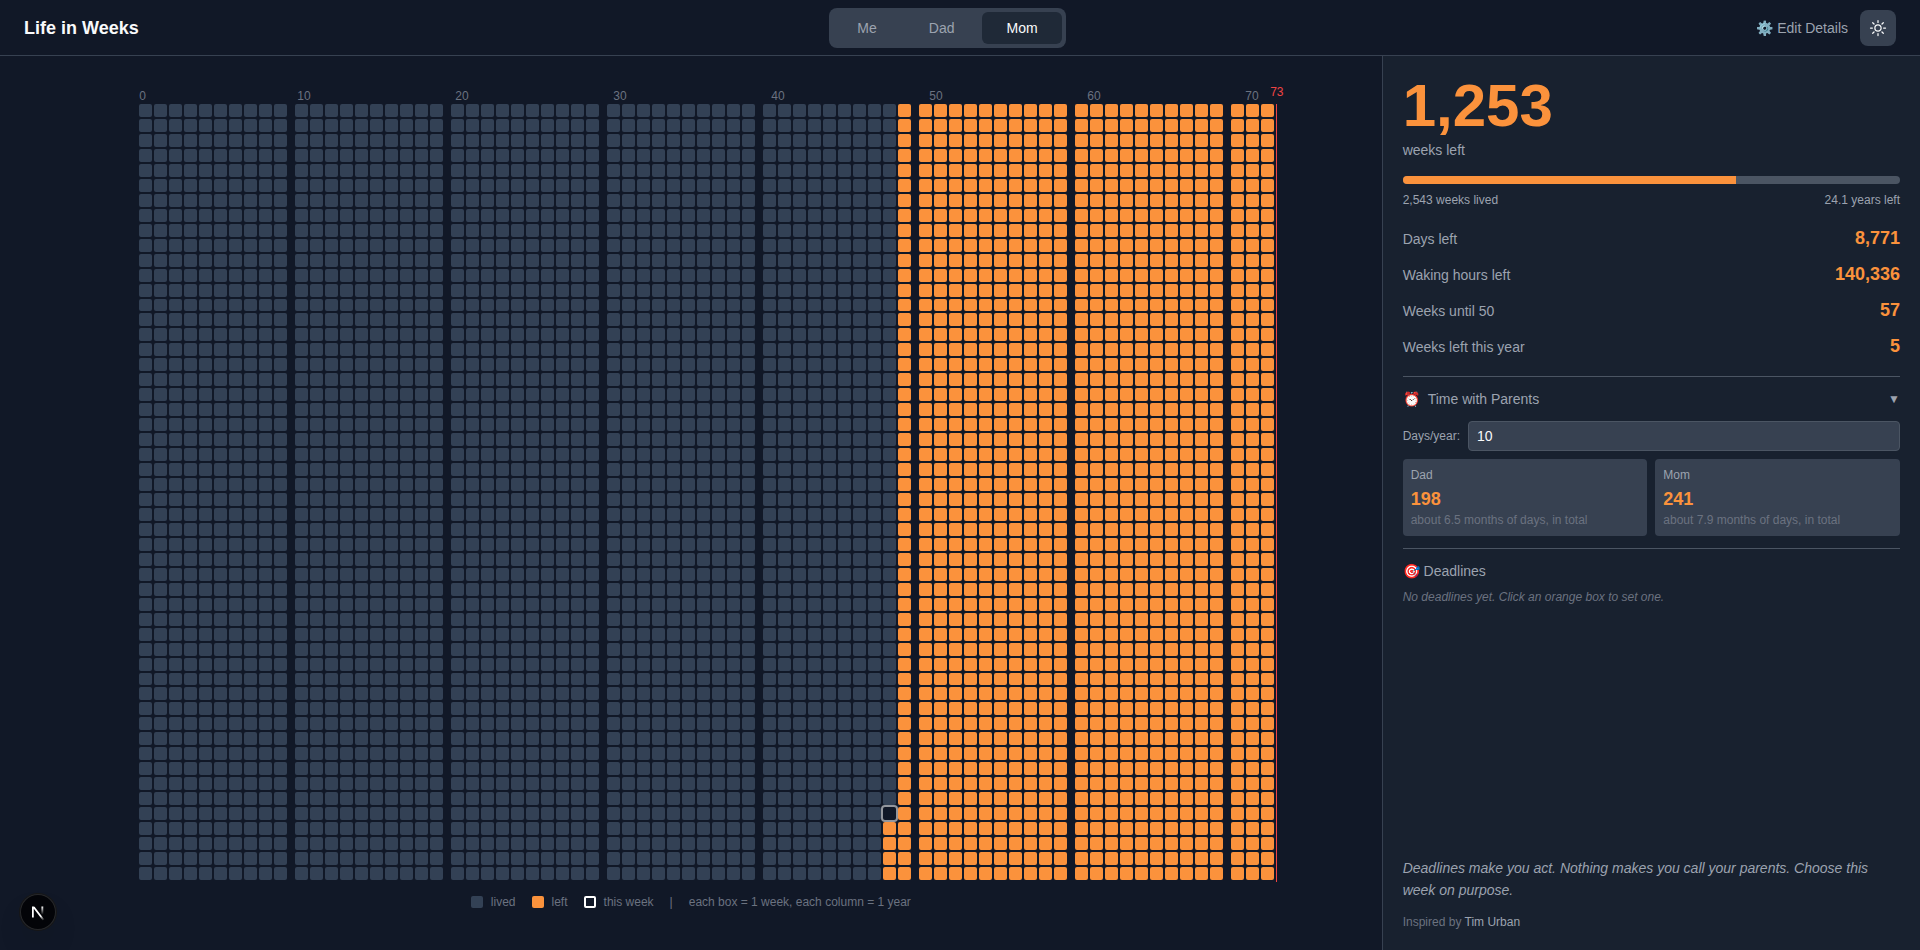 Life in Weeks
Me Dad Mom
⚙️ Edit Details
0 10 20 30 40 50 60 70 73
lived left this week | each box = 1 week, each column = 1 year
N
1,253
weeks left
2,543 weeks lived 24.1 years left
Days left 8,771
Waking hours left 140,336
Weeks until 50 57
Weeks left this year 5
⏰ Time with Parents ▼
Days/year: 10
Dad Mom
198 241
about 6.5 months of days, in total about 7.9 months of days, in total
🎯 Deadlines
No deadlines yet. Click an orange box to set one.
Deadlines make you act. Nothing makes you call your parents. Choose this
week on purpose.
Inspired by Tim Urban